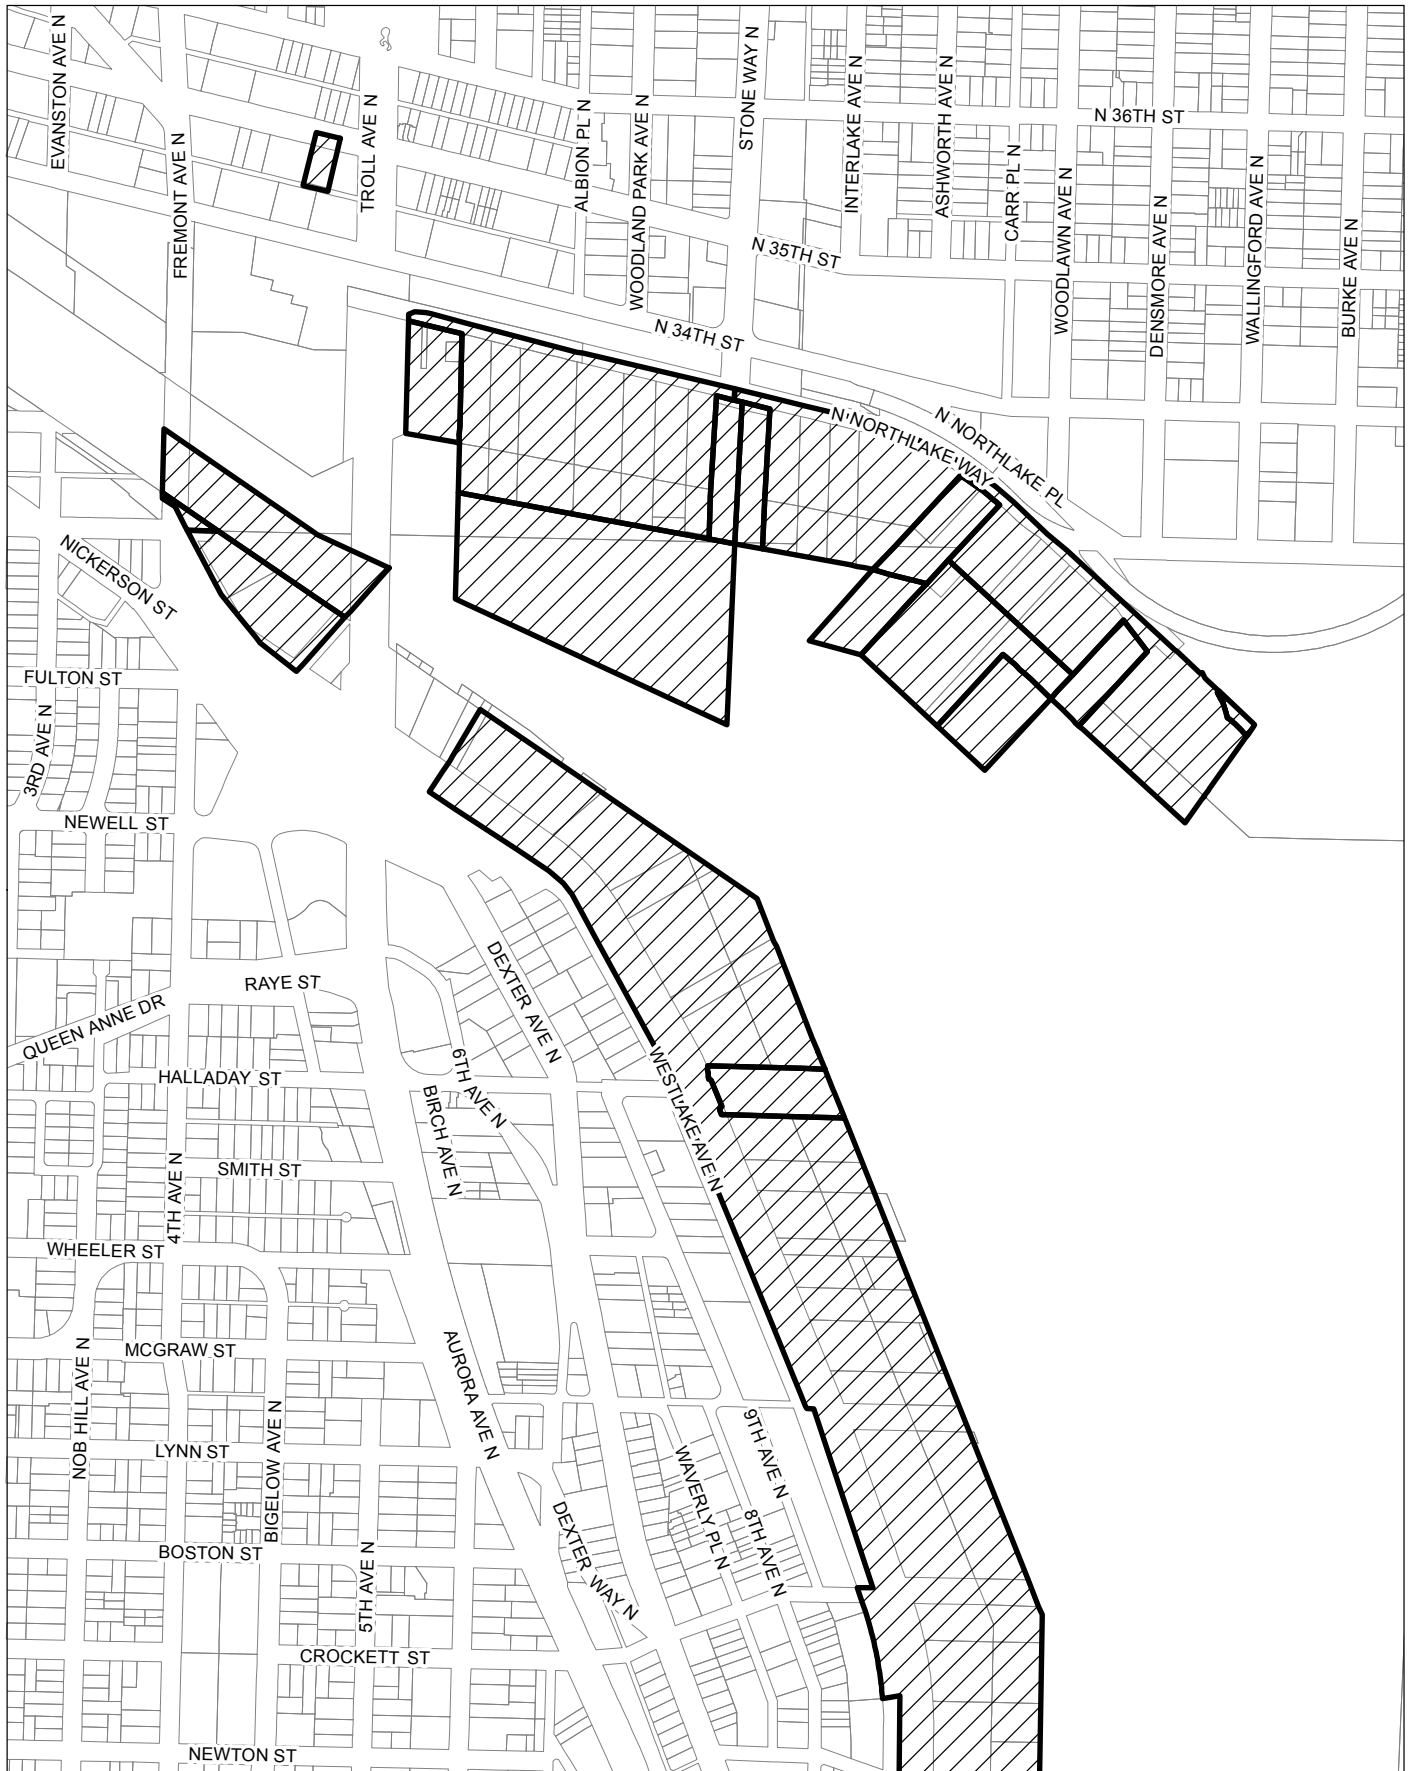 EVANSTON AVE N
FREMONT AVE N
TROLL AVE N
ALBION PL N
WOODLAND PARK AVE N
STONE WAY N
INTERLAKE AVE N
ASHWORTH AVE N
CARR PL N
WOODLAWN AVE N
N 36TH ST
DENSMORE AVE N
WALLINGFORD AVE N
BURKE AVE N
N 35TH ST
N 34TH ST
N NORTHLAKE WAY
N NORTHLAKE PL
NICKERSON ST
FULTON ST
3RD AVE N
NEWELL ST
DEXTER AVE N
RAYE ST
QUEEN ANNE DR
HALLADAY ST
6TH AVE N
BIRCH AVE N
WESTLAKE AVE N
SMITH ST
4TH AVE N
WHEELER ST
MCGRAW ST
NOB HILL AVE N
AURORA AVE N
LYNN ST
BIGELOW AVE N
9TH AVE N
WAVERLY PL N
8TH AVE N
DEXTER WAY N
BOSTON ST
5TH AVE N
CROCKETT ST
NEWTON ST